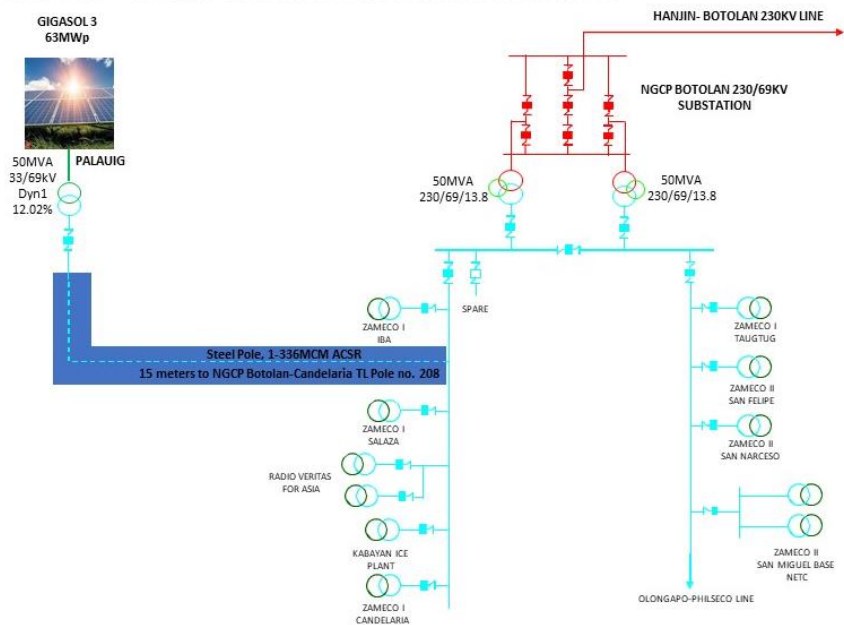 GIGASOL 3
63MWp
HANJIN- BOTOLAN 230KV LINE
NGCP BOTOLAN 230/69KV
SUBSTATION
50MVA
33/69kV
Dyn1
12.02%
PALAUIG
50MVA
230/69/13.8
50MVA
230/69/13.8
SPARE
ZAMECO I
IBA
Steel Pole, 1-336MCM ACSR
15 meters to NGCP Botolan-Candelaria TL Pole no. 208
ZAMECO I
SALAZA
RADIO VERITAS
FOR ASIA
KABAYAN ICE
PLANT
ZAMECO I
CANDELARIA
ZAMECO I
TAUGTUG
ZAMECO II
SAN FELIPE
ZAMECO II
SAN NARCESO
ZAMECO II
SAN MIGUEL BASE
NETC
OLONGAPO-PHILSECO LINE